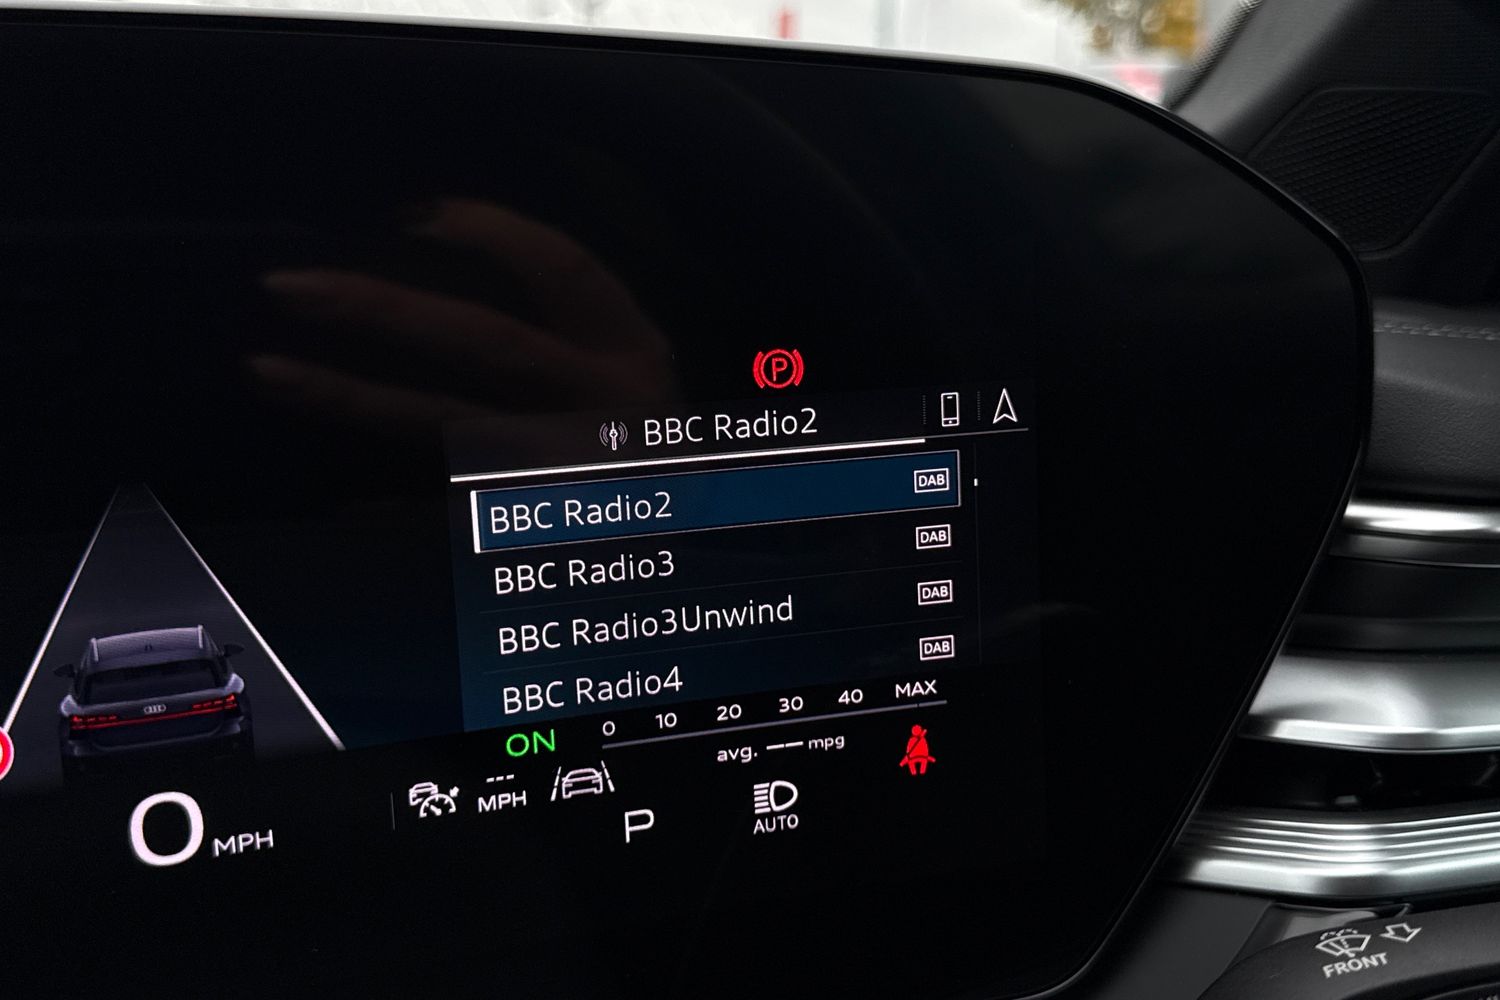 P
BBC Radio2
BBC Radio2 DAB
BBC Radio3 DAB
BBC Radio3Unwind DAB
BBC Radio4 DAB
0 10 20 30 40 MAX
ON
avg. --- mpg
0 MPH
--- MPH
P
AUTO
FRONT